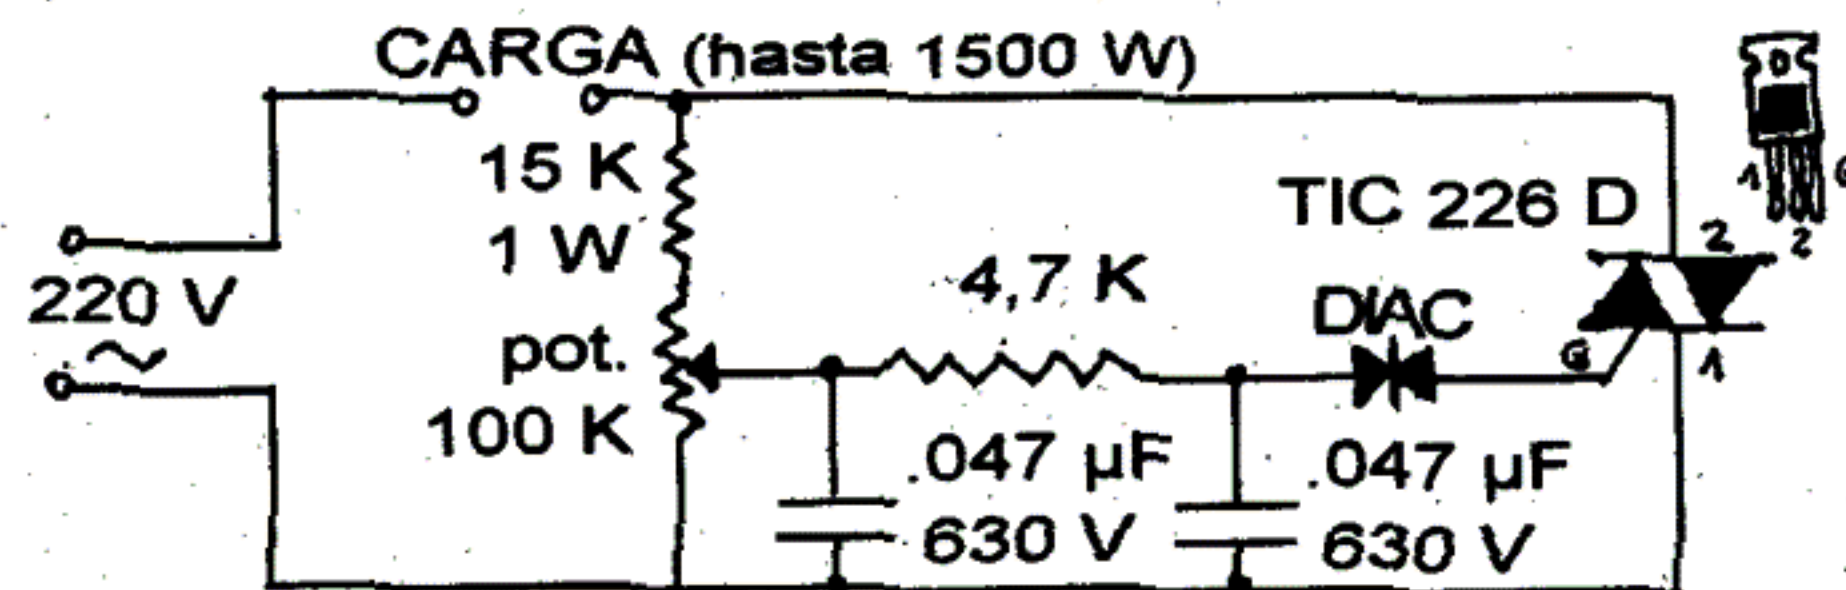 CARGA (hasta 1500 W)
15 K
1 W
220 V
pot.
100 K
4,7 K
.047 µF
630 V
DIAC
.047 µF
630 V
TIC 226 D
G
2
1
1
2
G